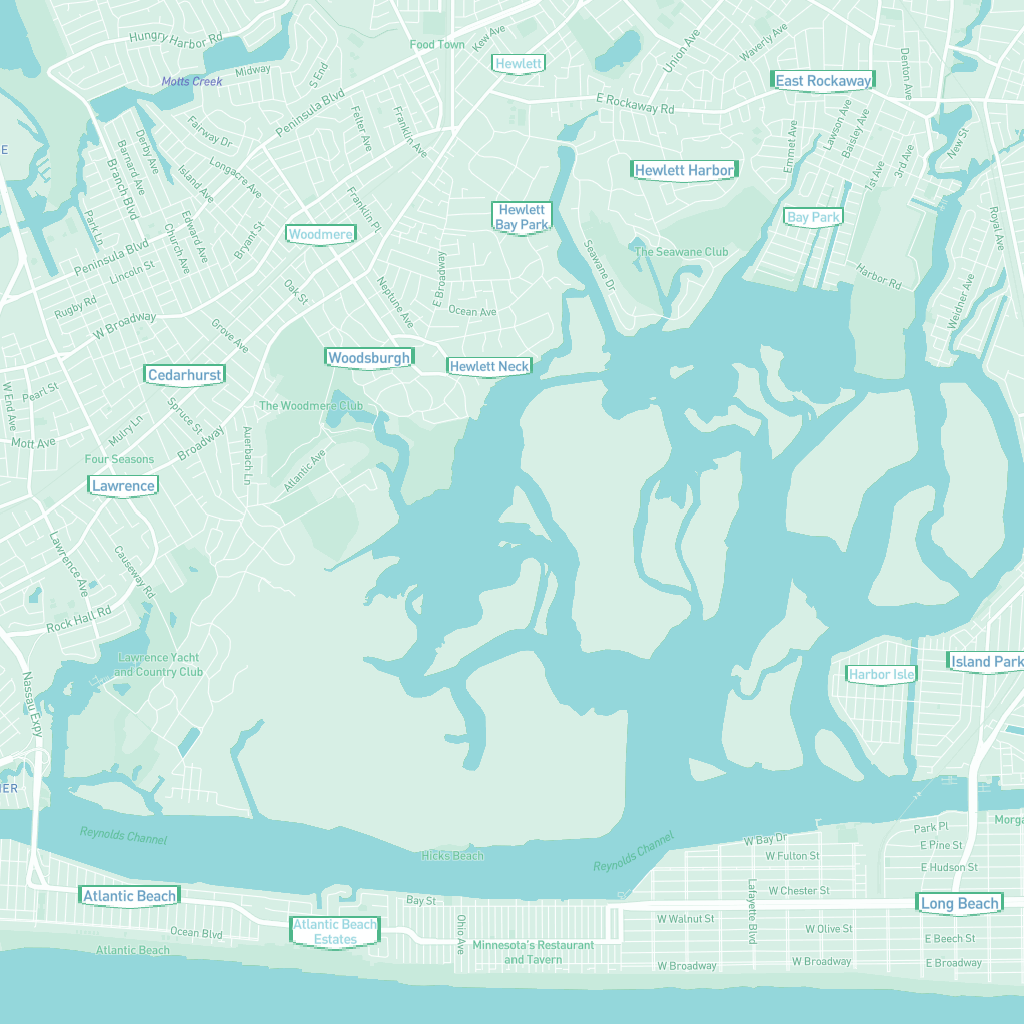 Hungry Harbor Rd
Food Town
Kew Ave
Union Ave
Waverly Ave
Hewlett
Midway
S End
Motts Creek
East Rockaway
Denton Ave
E Rockaway Rd
Peninsula Blvd
Felter Ave
Franklin Ave
Fairway Dr
Lawson Ave
Baisley Ave
Emmet Ave
New St
Derby Ave
Barnard Ave
Branch Blvd
Longacre Ave
Island Ave
Hewlett Harbor
1st Ave
3rd Ave
E
Park Ln
Edward Ave
Church Ave
Bryant St
Franklin Pl
Woodmere
Hewlett
Bay Park
Bay Park
Royal Ave
Peninsula Blvd
Lincoln St
E Broadway
Seawane Dr
The Seawane Club
Harbor Rd
Rugby Rd
Oak St
Neptune Ave
Ocean Ave
Weidner Ave
W Broadway
Grove Ave
Woodsburgh
Hewlett Neck
Cedarhurst
W End Ave
Pearl St
Spruce St
The Woodmere Club
Mulry Ln
Mott Ave
Broadway
Auerbach Ln
Atlantic Ave
Four Seasons
Lawrence
Lawrence Ave
Causeway Rd
Rock Hall Rd
Lawrence Yacht
and Country Club
Nassau Expy
Harbor Isle
Island Park
HER
Reynolds Channel
Hicks Beach
Reynolds Channel
W Bay Dr
Park Pl
Morga
E Pine St
W Fulton St
E Hudson St
Atlantic Beach
Bay St
Ohio Ave
Lafayette Blvd
W Chester St
Long Beach
Atlantic Beach
Estates
W Walnut St
W Olive St
Ocean Blvd
Atlantic Beach
Minnesota's Restaurant
and Tavern
E Beech St
W Broadway
W Broadway
E Broadway